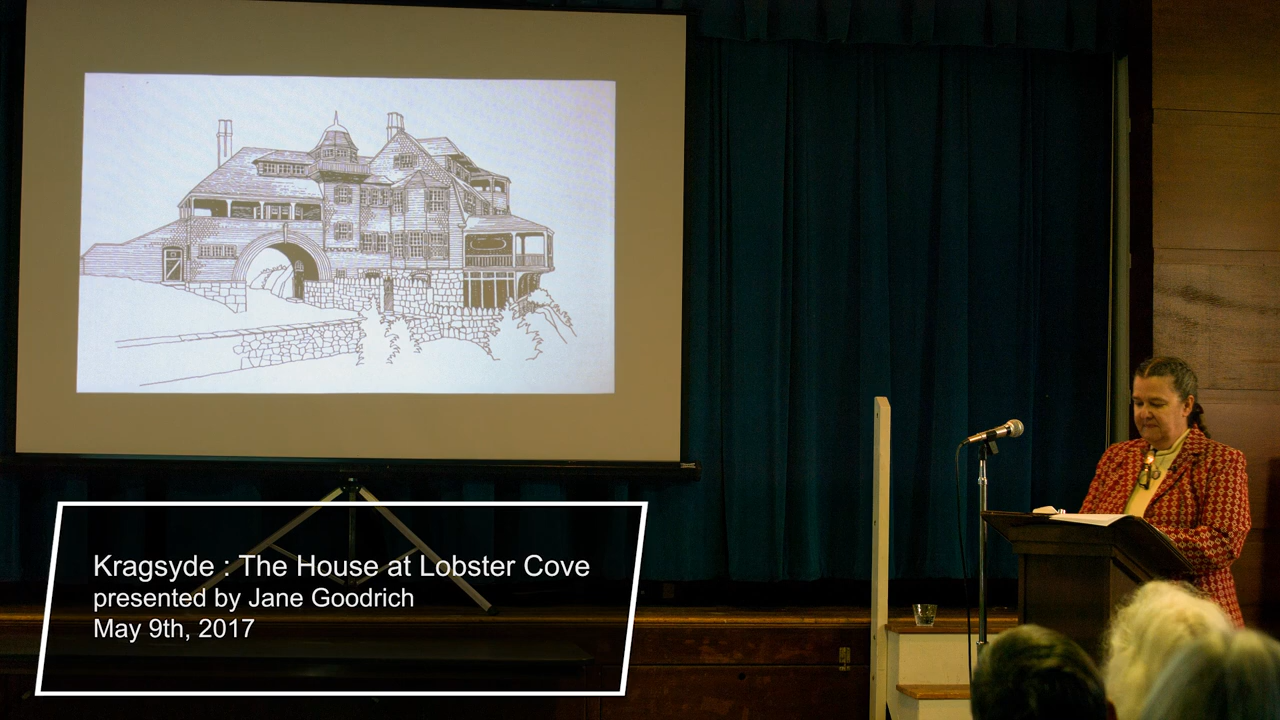 Kragsyde : The House at Lobster Cove
presented by Jane Goodrich
May 9th, 2017